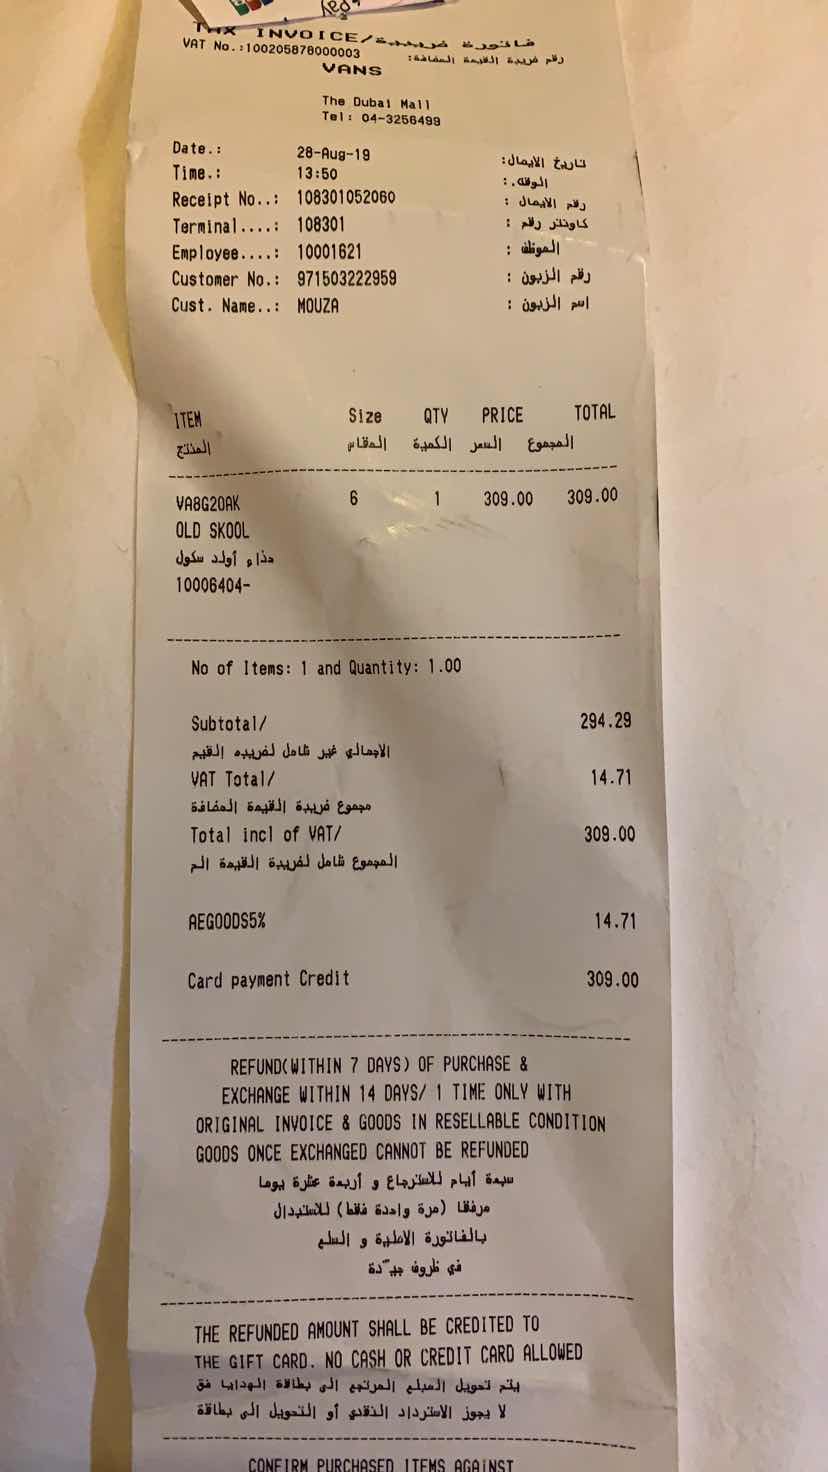 TAX INVOICE/فاتورة ضريبية
VAT No.:100205878000003 رقم ضريبة القيمة المضافة:
VANS
The Dubai Mall
Tel: 04-3256499
Date.: 28-Aug-19 تاريخ الايصال:
Time.: 13:50 الوقت.:
Receipt No..: 108301052060 رقم الايصال :
Terminal....: 108301 كاونتر رقم :
Employee....: 10001621 الموظف :
Customer No.: 971503222959 رقم الزبون :
Cust. Name..: MOUZA اسم الزبون :
ITEM Size QTY PRICE TOTAL
المنتج المقاس الكمية السعر المجموع
VA8G20AK 6 1 309.00 309.00
OLD SKOOL
حذاء أولد سكول
10006404-
No of Items: 1 and Quantity: 1.00
Subtotal/ 294.29
الاجمالي غير شامل لضريبه القيم
VAT Total/ 14.71
مجموع ضريبة القيمة المضافة
Total incl of VAT/ 309.00
المجموع شامل لضريبة القيمة الم
AEGOODS5% 14.71
Card payment Credit 309.00
REFUND(WITHIN 7 DAYS) OF PURCHASE &
EXCHANGE WITHIN 14 DAYS/ 1 TIME ONLY WITH
ORIGINAL INVOICE & GOODS IN RESELLABLE CONDITION
GOODS ONCE EXCHANGED CANNOT BE REFUNDED
سبعة أيام للاسترجاع و أربعة عشرة يوما
مرفقا (مرة واحدة فقط) للاستبدال
بالفاتورة الاصلية و السلع
في ظروف جيّدة
THE REFUNDED AMOUNT SHALL BE CREDITED TO
THE GIFT CARD. NO CASH OR CREDIT CARD ALLOWED
يتم تحويل المبلغ المرتجع الى بطاقة الهدايا فق
لا يجوز الاسترداد النقدي أو التحويل الى بطاقة
CONFIRM PURCHASED ITEMS AGAINST